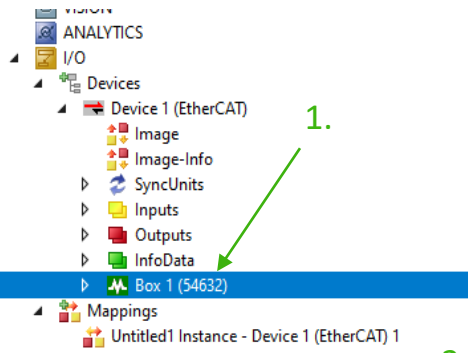 VISION
ANALYTICS
I/O
Devices
Device 1 (EtherCAT)
1.
Image
Image-Info
SyncUnits
Inputs
Outputs
InfoData
Box 1 (54632)
Mappings
Untitled1 Instance - Device 1 (EtherCAT) 1